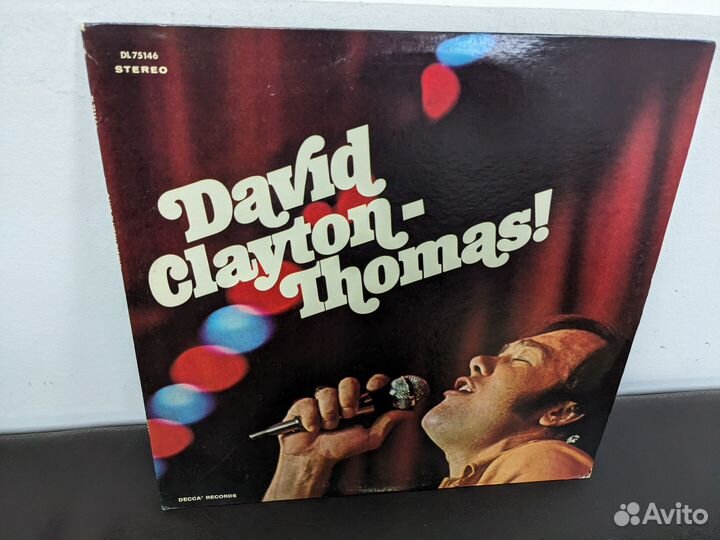 DL 75146
STEREO
David
Clayton-
Thomas!
DECCA® RECORDS
Avito